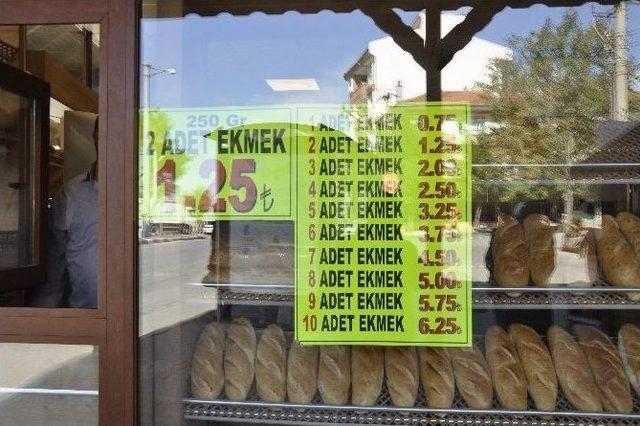 250 Gr
2 ADET EKMEK
1.25 ₺
1 ADET EKMEK 0.75
2 ADET EKMEK 1.25₺
3 ADET EKMEK 2.00₺
4 ADET EKMEK 2.50₺
5 ADET EKMEK 3.25₺
6 ADET EKMEK 3.75₺
7 ADET EKMEK 4.50₺
8 ADET EKMEK 5.00₺
9 ADET EKMEK 5.75₺
10 ADET EKMEK 6.25₺